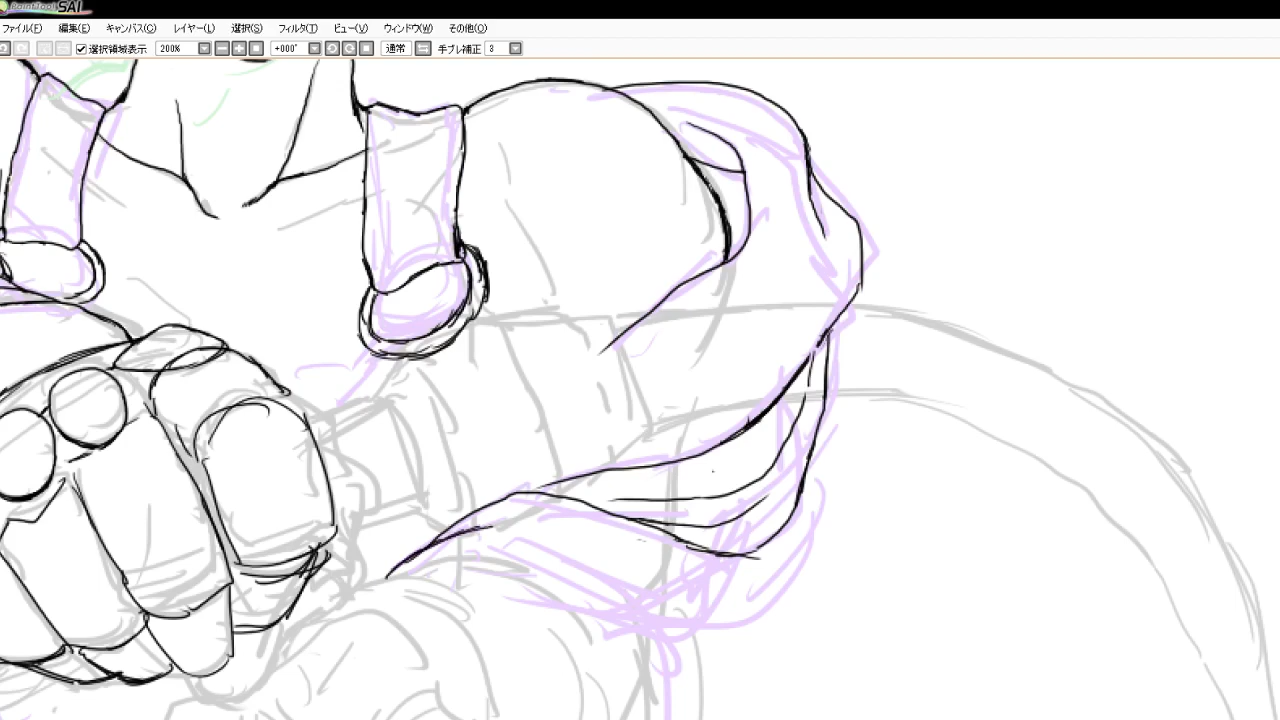 PaintTool SAI
ファイル(F) 編集(E) キャンバス(C) レイヤー(L) 選択(S) フィルタ(T) ビュー(V) ウィンドウ(W) その他(O)
選択領域表示 200% +000° 通常 手ブレ補正 3